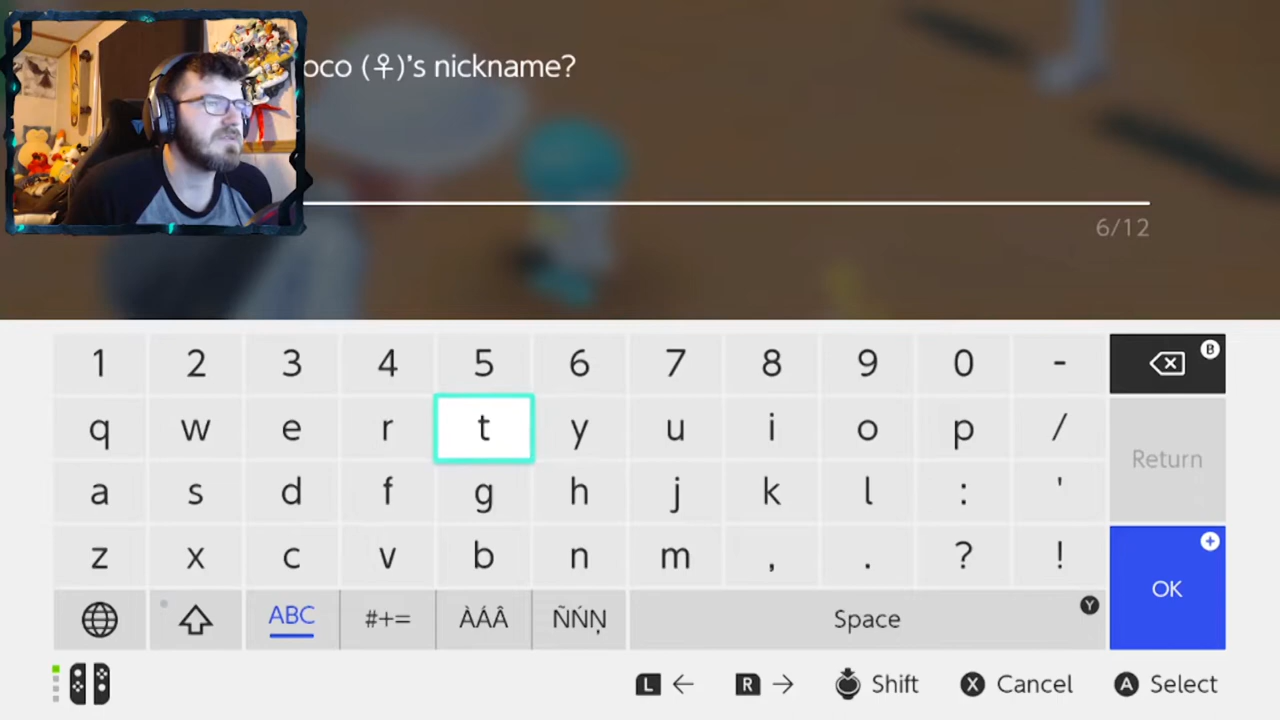 oco (♀)'s nickname?
6/12
1 2 3 4 5 6 7 8 9 0 -
q w e r t y u i o p /
Return
a s d f g h j k l : '
z x c v b n m , . ? !
B
+
OK
ABC #+= ÀÁÂ ÑŃŅ Space Y
L ← R → Shift X Cancel A Select